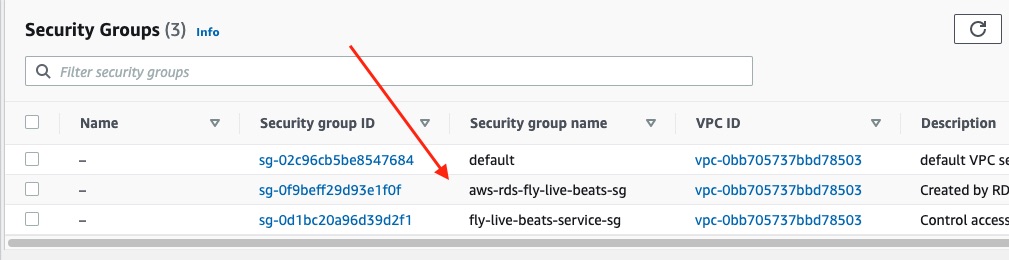 Security Groups (3) Info
Filter security groups
Name Security group ID Security group name VPC ID Description
– sg-02c96cb5be8547684 default vpc-0bb705737bbd78503 default VPC se
– sg-0f9beff29d93e1f0f aws-rds-fly-live-beats-sg vpc-0bb705737bbd78503 Created by RD
– sg-0d1bc20a96d39d2f1 fly-live-beats-service-sg vpc-0bb705737bbd78503 Control access